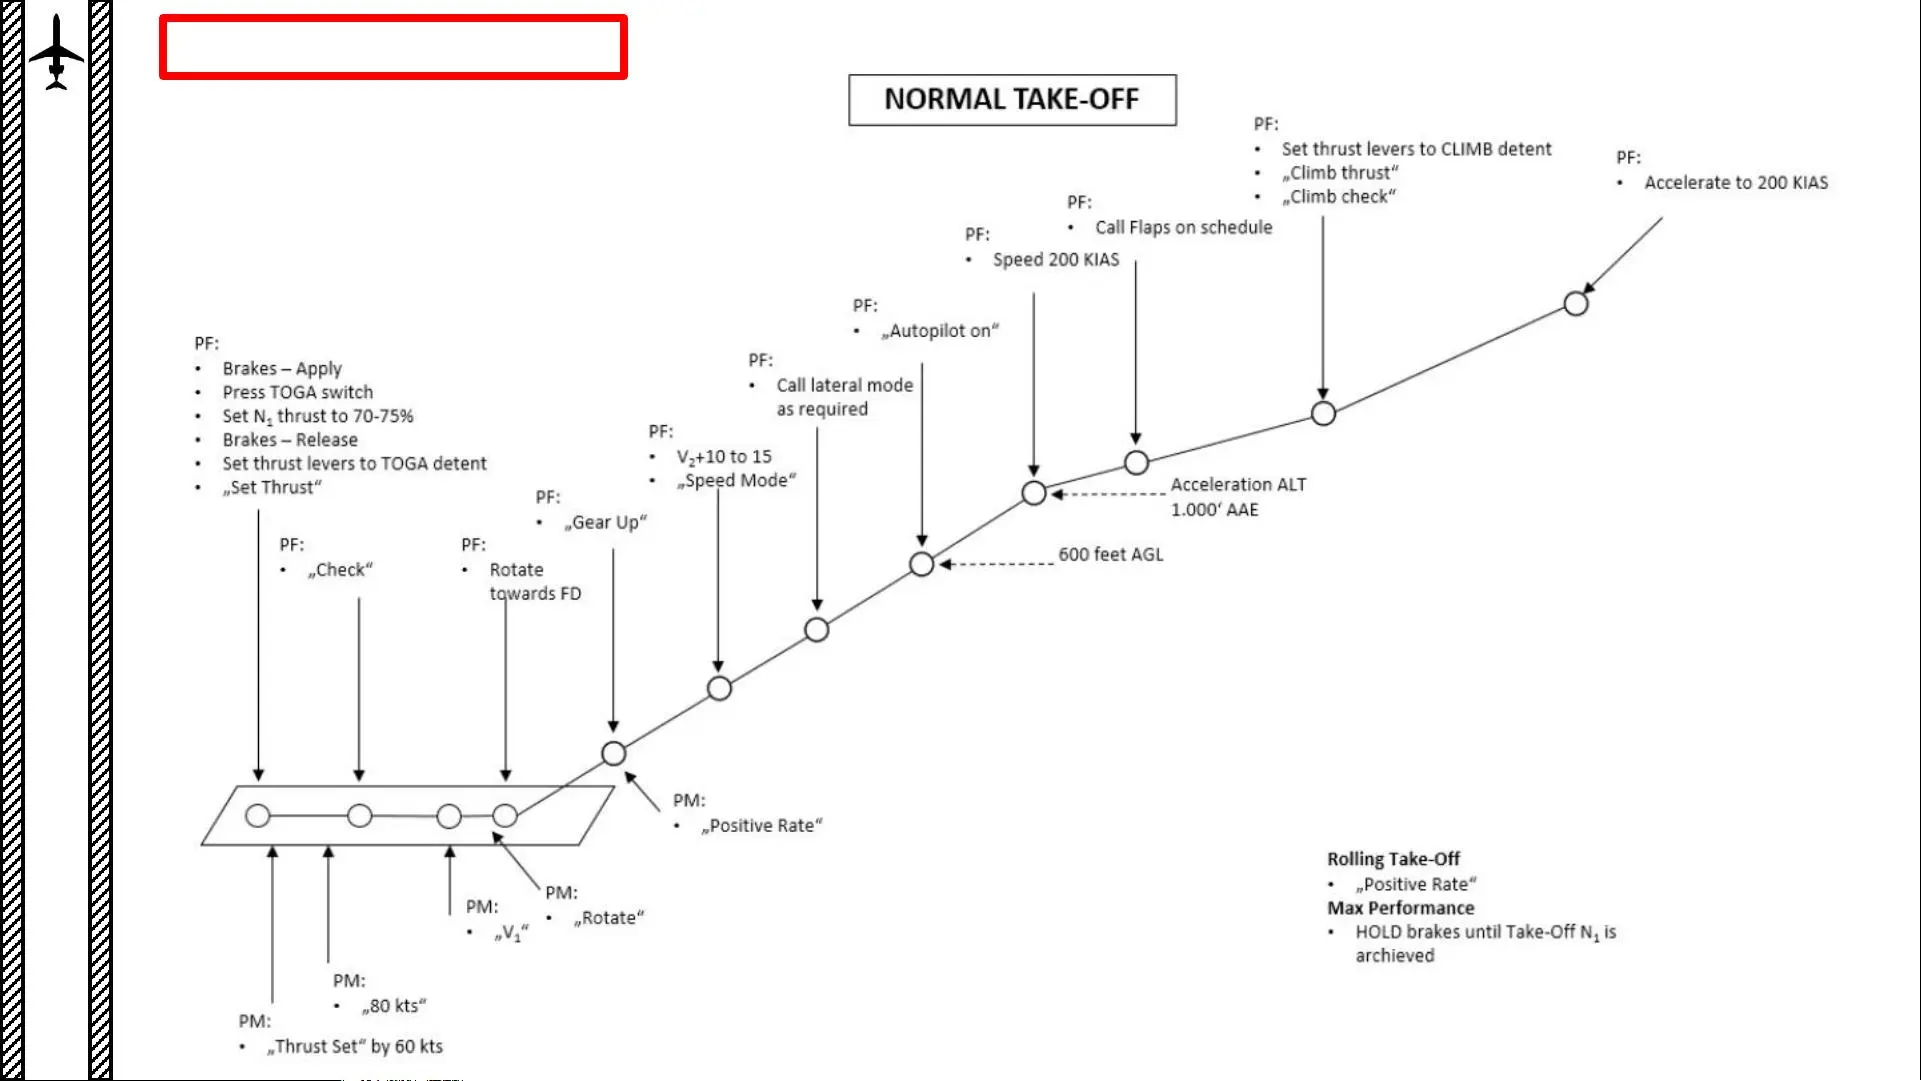 NORMAL TAKE-OFF
PF:
• Set thrust levers to CLIMB detent
• „Climb thrust“
• „Climb check“
PF:
• Accelerate to 200 KIAS
PF:
• Call Flaps on schedule
PF:
• Speed 200 KIAS
PF:
• „Autopilot on“
PF:
• Call lateral mode
as required
PF:
• Brakes – Apply
• Press TOGA switch
• Set N₁ thrust to 70-75%
• Brakes – Release
• Set thrust levers to TOGA detent
• „Set Thrust“
PF:
• V₂+10 to 15
• „Speed Mode“
PF:
• „Gear Up“
PF:
• „Check“
PF:
• Rotate
towards FD
Acceleration ALT
1.000‘ AAE
600 feet AGL
PM:
• „Positive Rate“
PM:
• „Rotate“
PM:
• „V₁“
PM:
• „80 kts“
PM:
• „Thrust Set“ by 60 kts
Rolling Take-Off
• „Positive Rate“
Max Performance
• HOLD brakes until Take-Off N₁ is
archieved